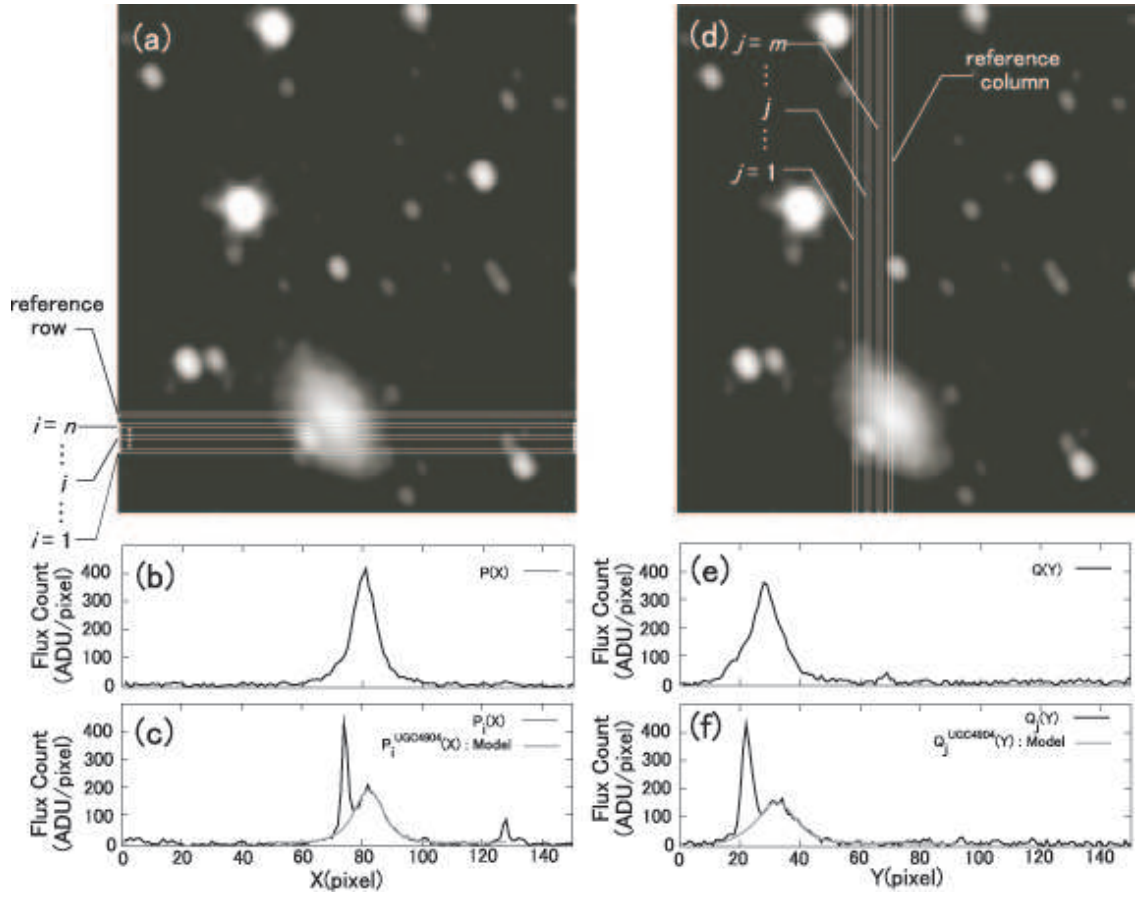 (a)
reference
row
i = n
i
i = 1
(d)
j = m
j
j = 1
reference
column
(b)
P(X)
Flux Count
(ADU/pixel)
400
300
200
100
0
(c)
P_i(X)
P_i^UGC4904(X) : Model
Flux Count
(ADU/pixel)
400
300
200
100
0
0 20 40 60 80 100 120 140
X(pixel)
(e)
Q(Y)
Flux Count
(ADU/pixel)
400
300
200
100
0
(f)
Q_j(Y)
Q_j^UGC4904(Y) : Model
Flux Count
(ADU/pixel)
400
300
200
100
0
0 20 40 60 80 100 120 140
Y(pixel)